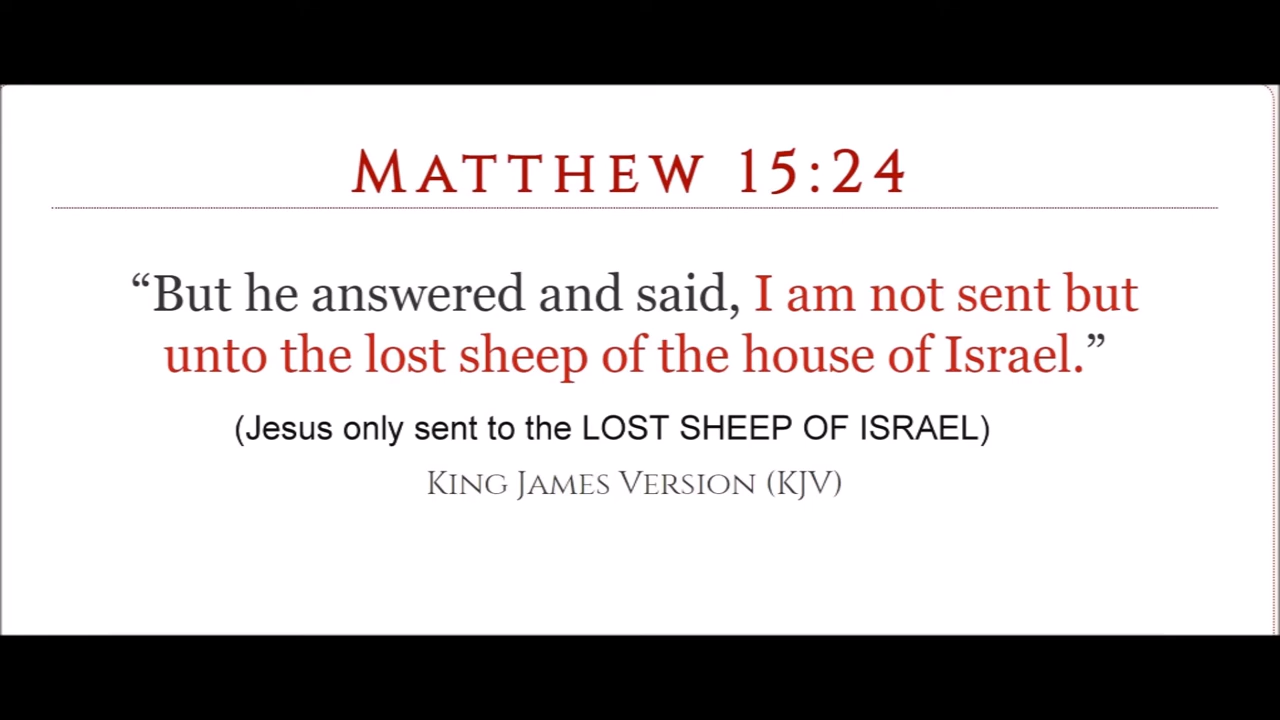 MATTHEW 15:24
“But he answered and said, I am not sent but
unto the lost sheep of the house of Israel.”
(Jesus only sent to the LOST SHEEP OF ISRAEL)
KING JAMES VERSION (KJV)